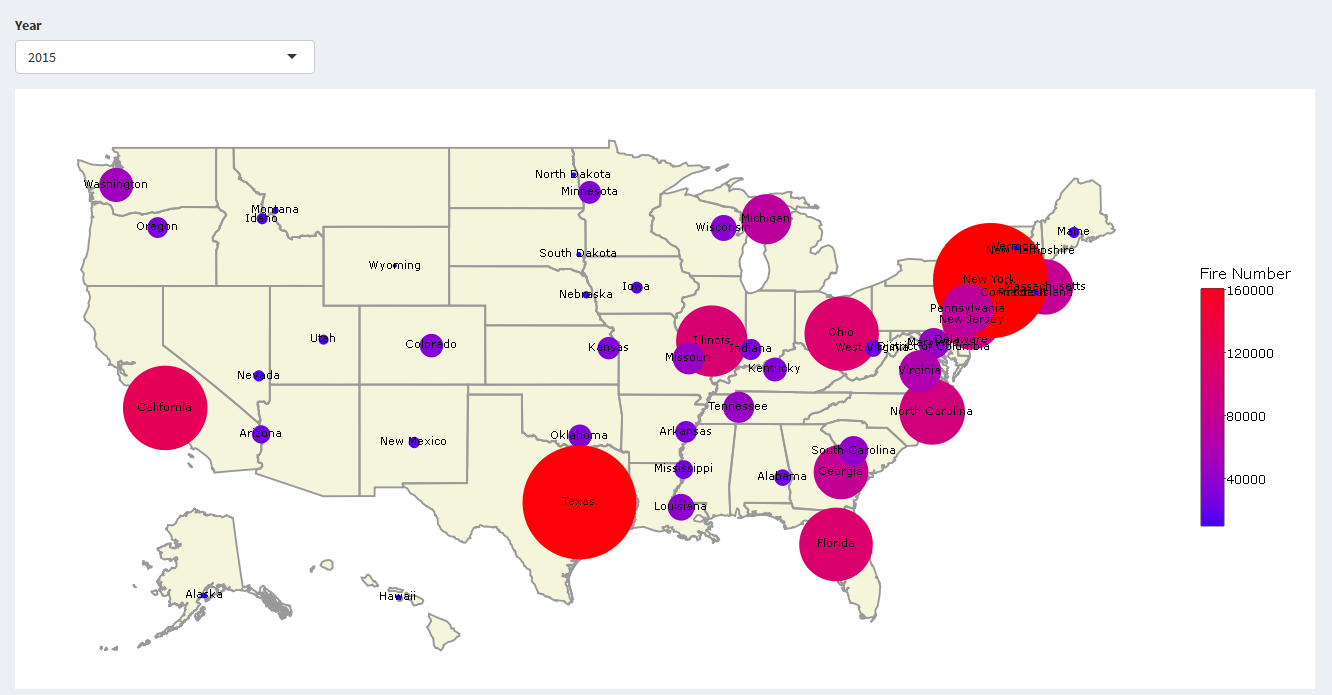 Year
2015
North Dakota
Washington
Minnesota
Montana
Idaho
Michigan
Oregon
Wisconsin
Maine
Vermont
New Hampshire
South Dakota
Wyoming
Fire Number
New York
Massachusetts
Iowa
160000
Nebraska
Pennsylvania
New Jersey
Ohio
Utah
Colorado
Illinois
Delaware
Kansas
Indiana
West Virginia
District of Columbia
120000
Missouri
Nevada
Kentucky
Virginia
California
Tennessee
North Carolina
80000
Arizona
New Mexico
Oklahoma
Arkansas
South Carolina
Mississippi
Georgia
Alabama
40000
Texas
Louisiana
Florida
Alaska
Hawaii